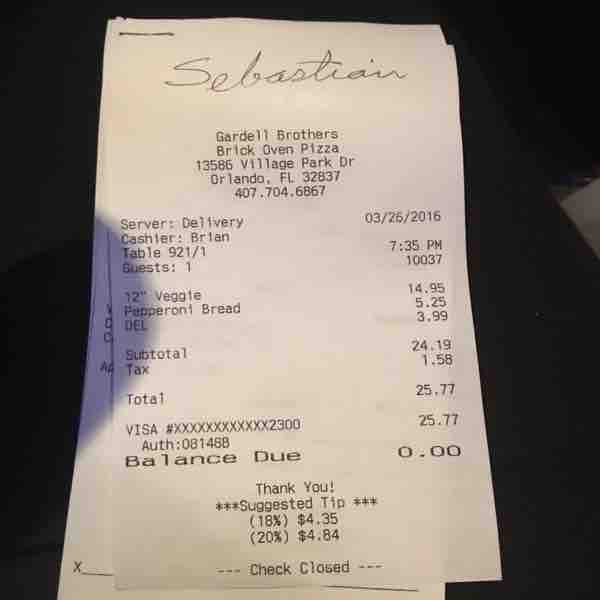 Sebastian
Gardell Brothers
Brick Oven Pizza
13586 Village Park Dr
Orlando, FL 32837
407.704.6867
Server: Delivery 03/26/2016
Cashier: Brian
Table 921/1 7:35 PM
Guests: 1 10037
12" Veggie 14.95
Pepperoni Bread 5.25
DEL 3.99
Subtotal 24.19
Tax 1.58
Total 25.77
VISA #XXXXXXXXXXXX2300 25.77
Auth:081488
Balance Due 0.00
Thank You!
***Suggested Tip ***
(18%) $4.35
(20%) $4.84
--- Check Closed ---
X